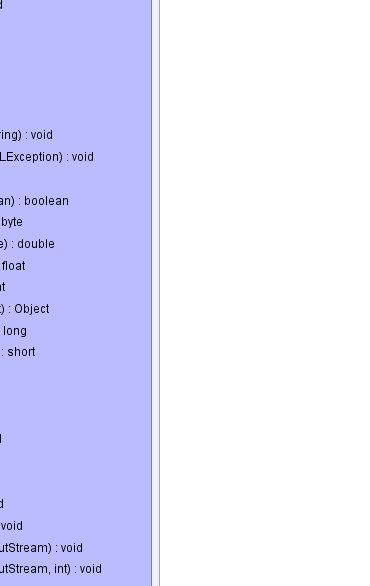 ring) : void
LException) : void
an) : boolean
byte
e) : double
float
t) : Object
long
: short
void
utStream) : void
utStream, int) : void